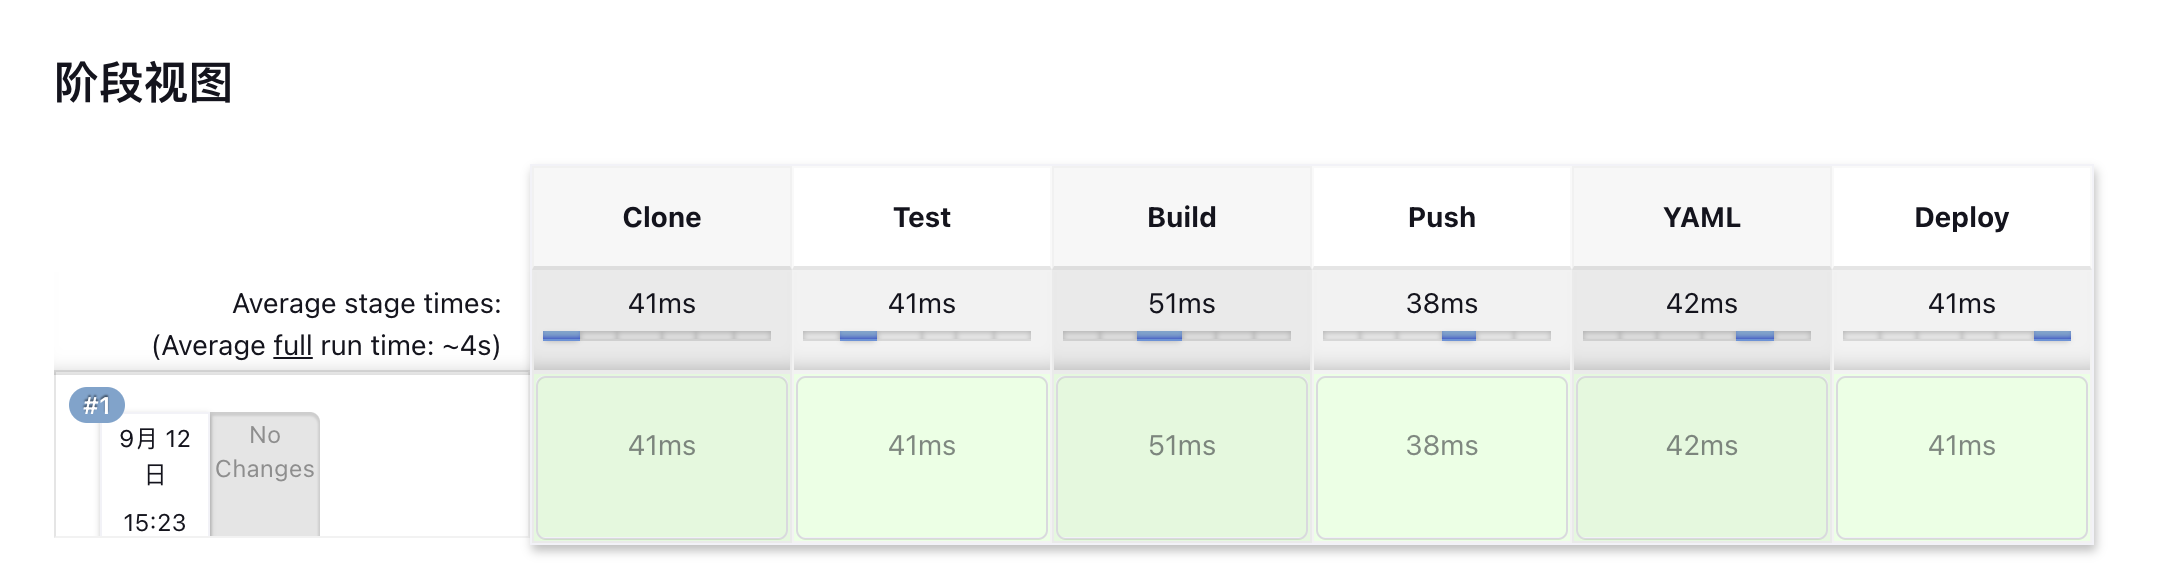 阶段视图
Clone Test Build Push YAML Deploy
Average stage times: 41ms 41ms 51ms 38ms 42ms 41ms
(Average full run time: ~4s)
#1
9月 12
日
15:23
No
Changes
41ms 41ms 51ms 38ms 42ms 41ms